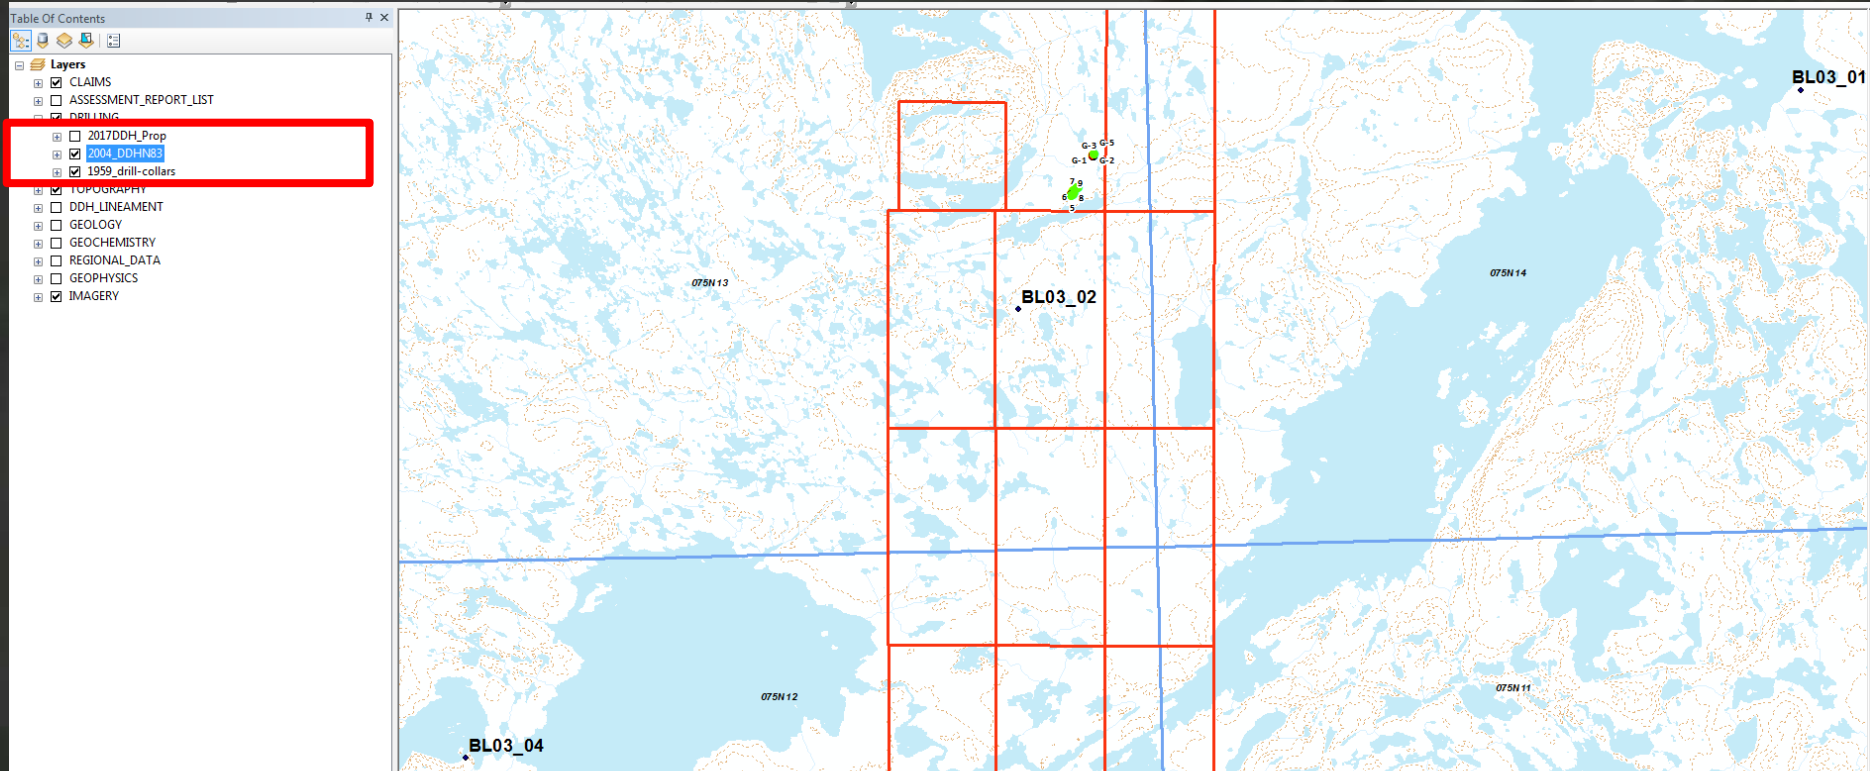 Table Of Contents
Layers
CLAIMS
ASSESSMENT_REPORT_LIST
DRILLING
2017DDH_Prop
2004_DDHN83
1959_drill-collars
TOPOGRAPHY
DDH_LINEAMENT
GEOLOGY
GEOCHEMISTRY
REGIONAL_DATA
GEOPHYSICS
IMAGERY
BL03_01
G-3 G-5
G-1 G-2
7 9
6 8
5
075N14
075N13
BL03_02
075N11
075N12
BL03_04